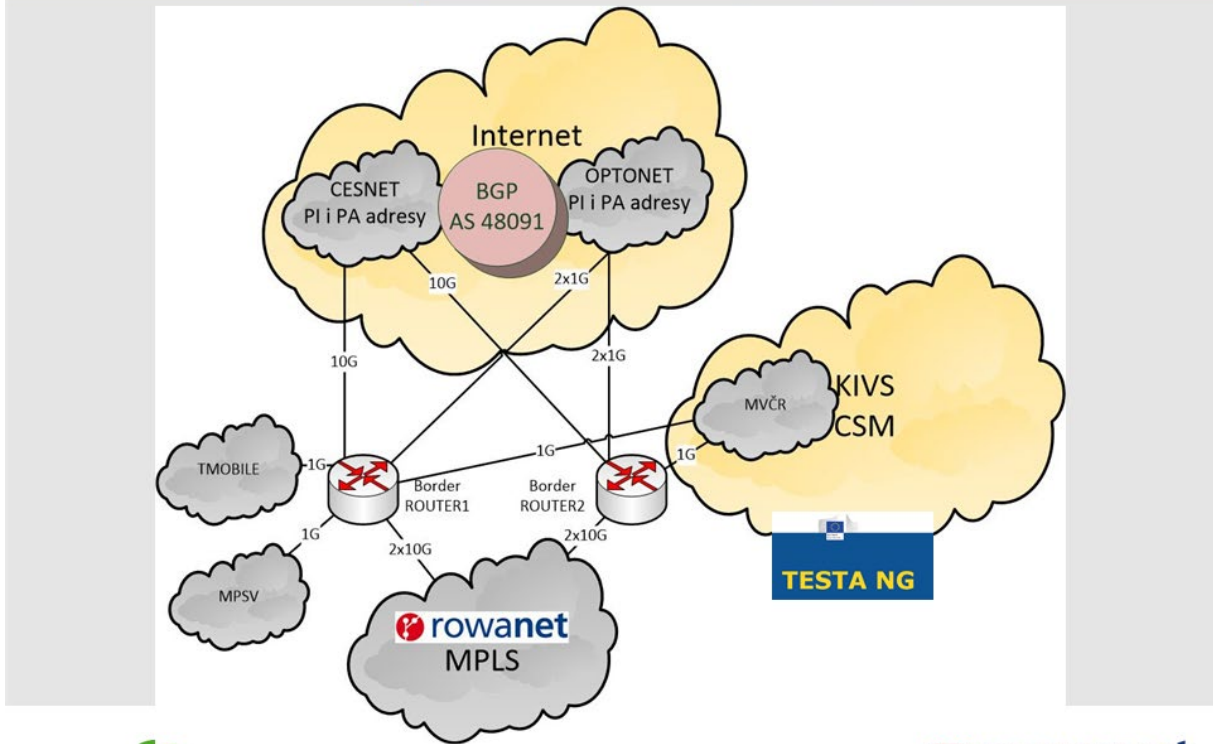 Internet
CESNET
PI i PA adresy
BGP
AS 48091
OPTONET
PI i PA adresy
10G
2x1G
10G
2x1G
MVČR
KIVS
CSM
1G
1G
TMOBILE
1G
Border
ROUTER1
Border
ROUTER2
1G
2x10G
2x10G
MPSV
TESTA NG
rowanet
MPLS